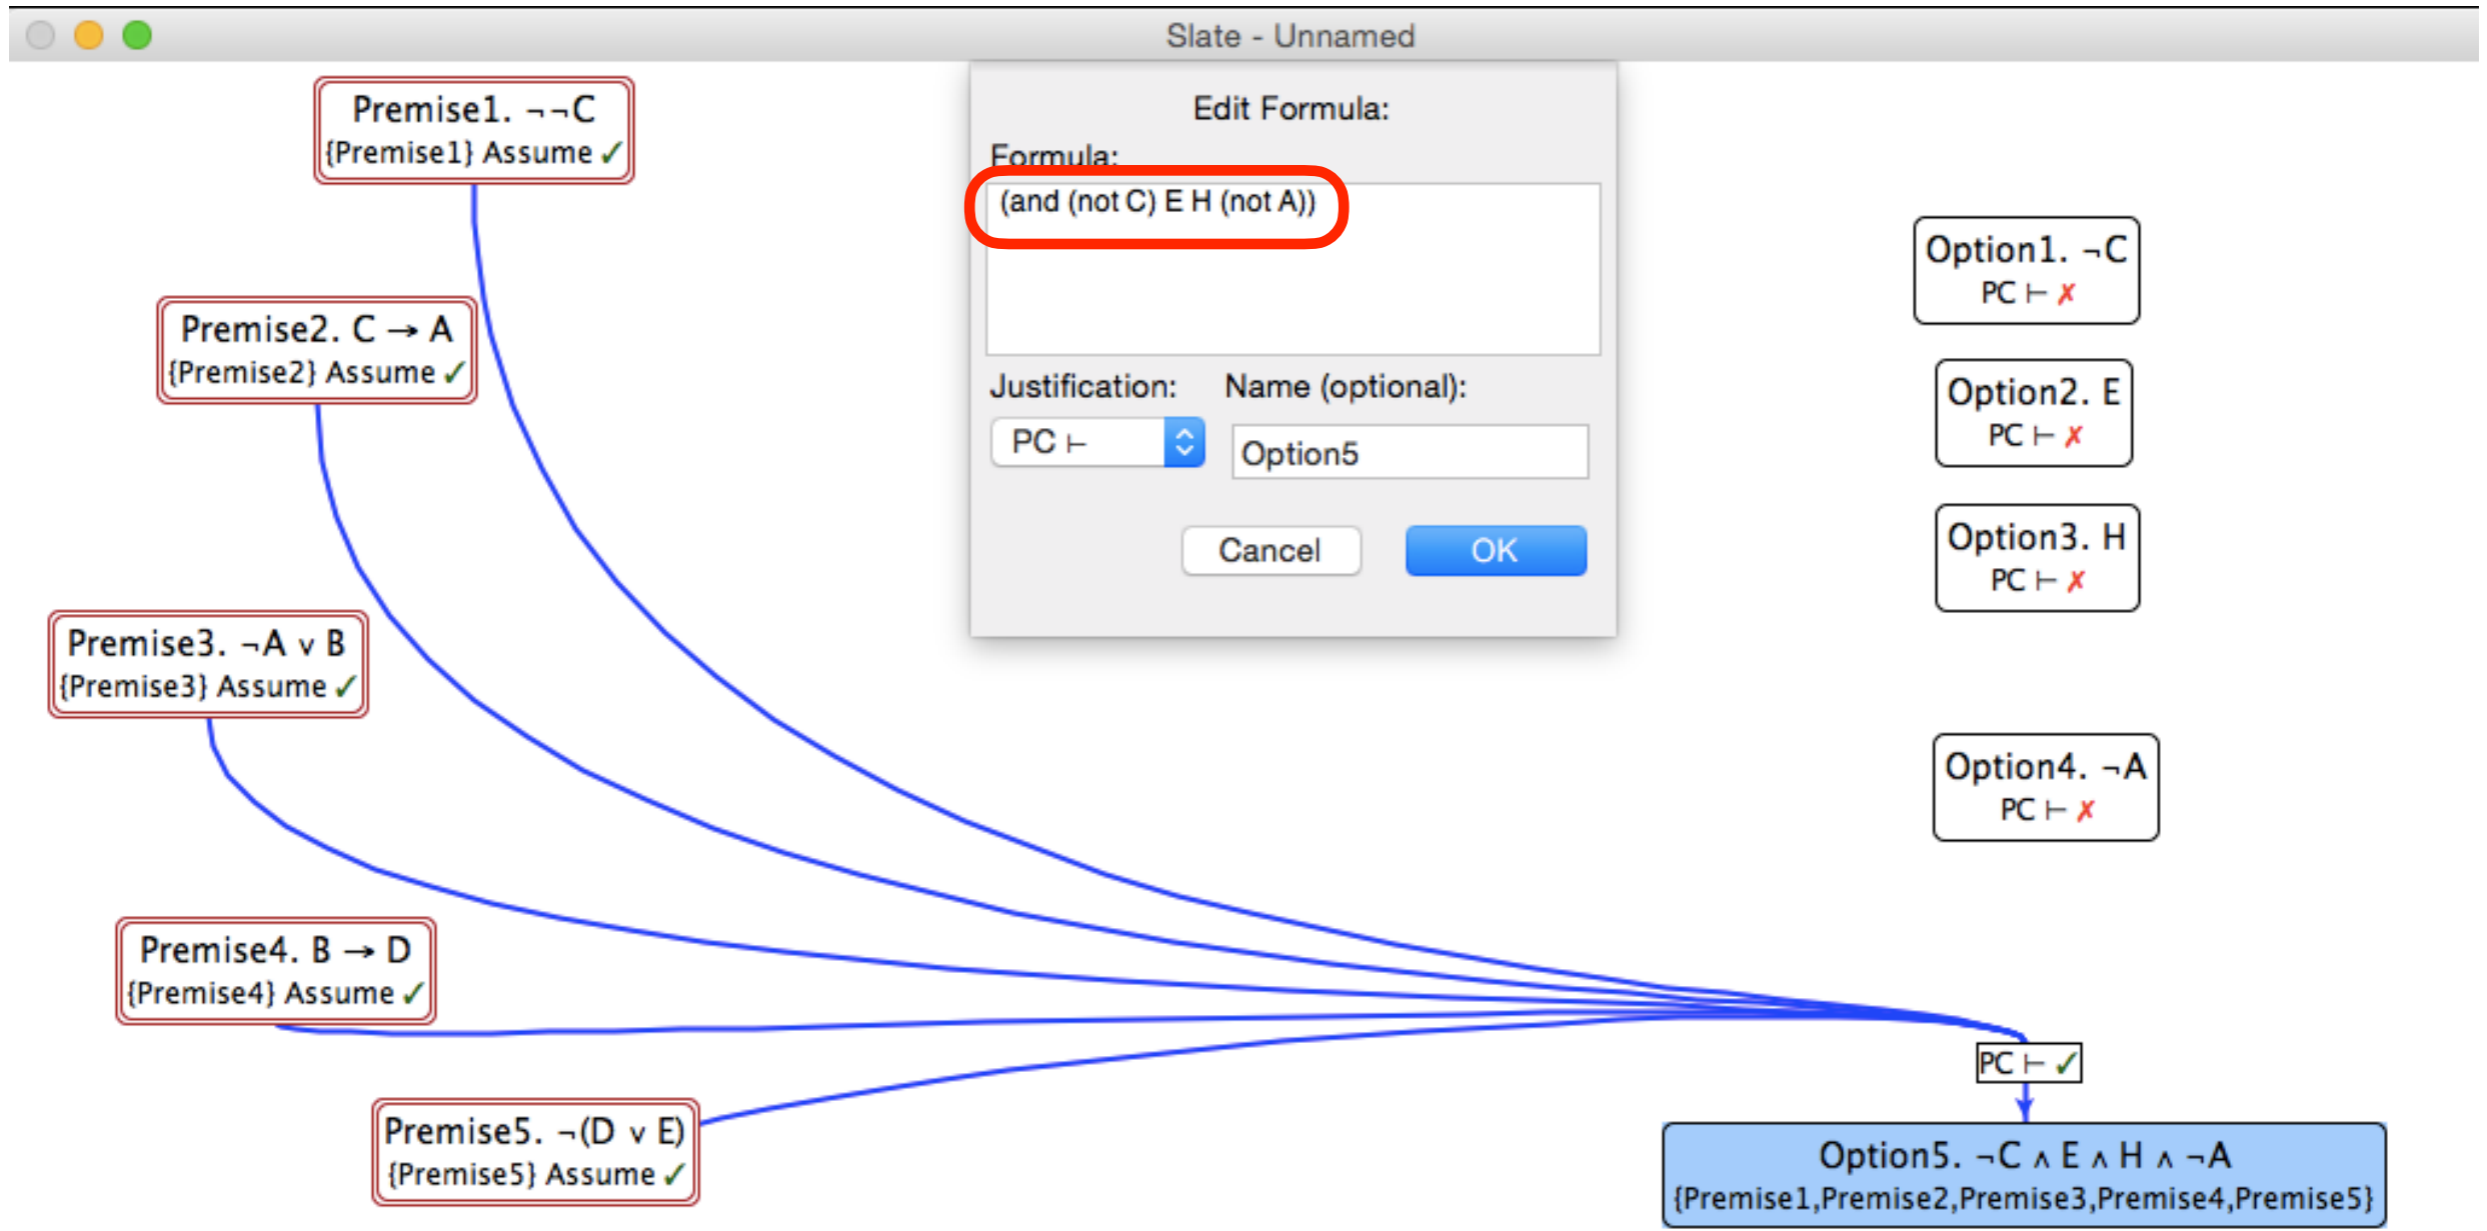 Slate - Unnamed
Premise1. ¬¬C
{Premise1} Assume ✓
Premise2. C → A
{Premise2} Assume ✓
Premise3. ¬A ∨ B
{Premise3} Assume ✓
Premise4. B → D
{Premise4} Assume ✓
Premise5. ¬(D ∨ E)
{Premise5} Assume ✓
Edit Formula:
Formula:
(and (not C) E H (not A))
Justification: Name (optional):
PC ⊢ Option5
Cancel OK
Option1. ¬C
PC ⊢ ✗
Option2. E
PC ⊢ ✗
Option3. H
PC ⊢ ✗
Option4. ¬A
PC ⊢ ✗
PC ⊢ ✓
Option5. ¬C ∧ E ∧ H ∧ ¬A
{Premise1,Premise2,Premise3,Premise4,Premise5}